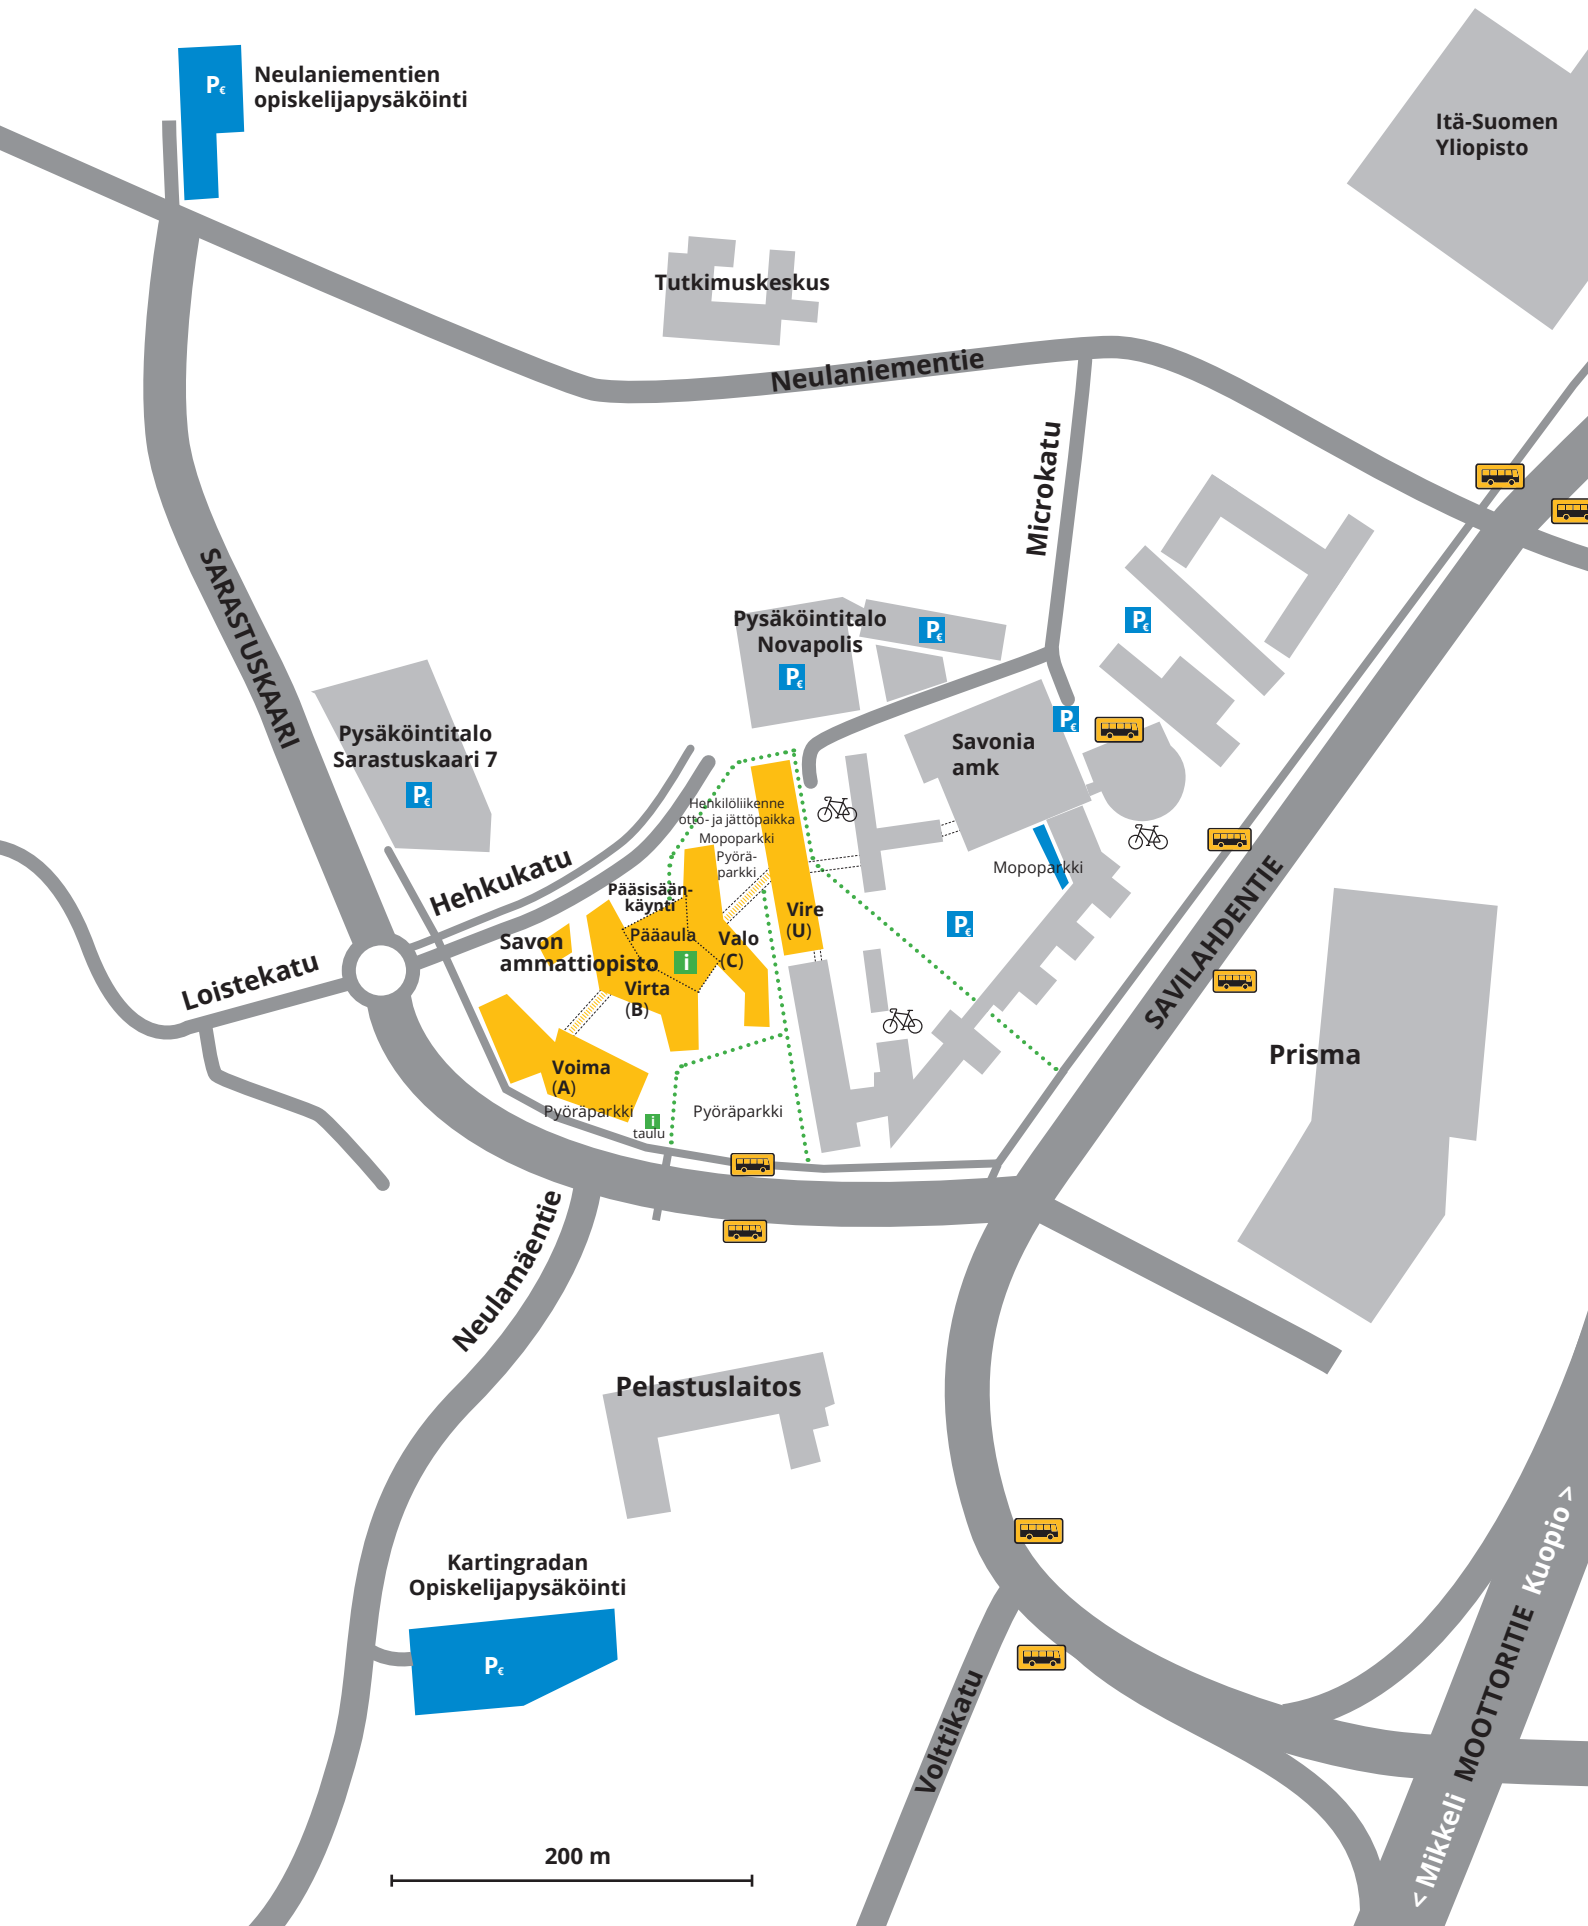 P€
Neulaniementien
opiskelijapysäköinti
Itä-Suomen
Yliopisto
Tutkimuskeskus
Neulaniementie
Microkatu
SARASTUSKAARI
Pysäköintitalo
Novapolis
P€
P€
P€
Pysäköintitalo
Sarastuskaari 7
P€
Savonia
amk
P€
Henkilöliikenne
otto- ja jättöpaikka
Mopoparkki
Pyörä-
parkki
Mopoparkki
Hehkukatu
Pääsisään-
käynti
Pääaula
i
Savon
ammattiopisto
Vire
(U)
Valo
(C)
P€
Virta
(B)
Loistekatu
SAVILAHDENTIE
Prisma
Voima
(A)
Pyöräparkki
i
taulu
Pyöräparkki
Neulamäentie
Pelastuslaitos
Kartingradan
Opiskelijapysäköinti
P€
Volttikatu
< Mikkeli MOOTTORITIE Kuopio >
200 m